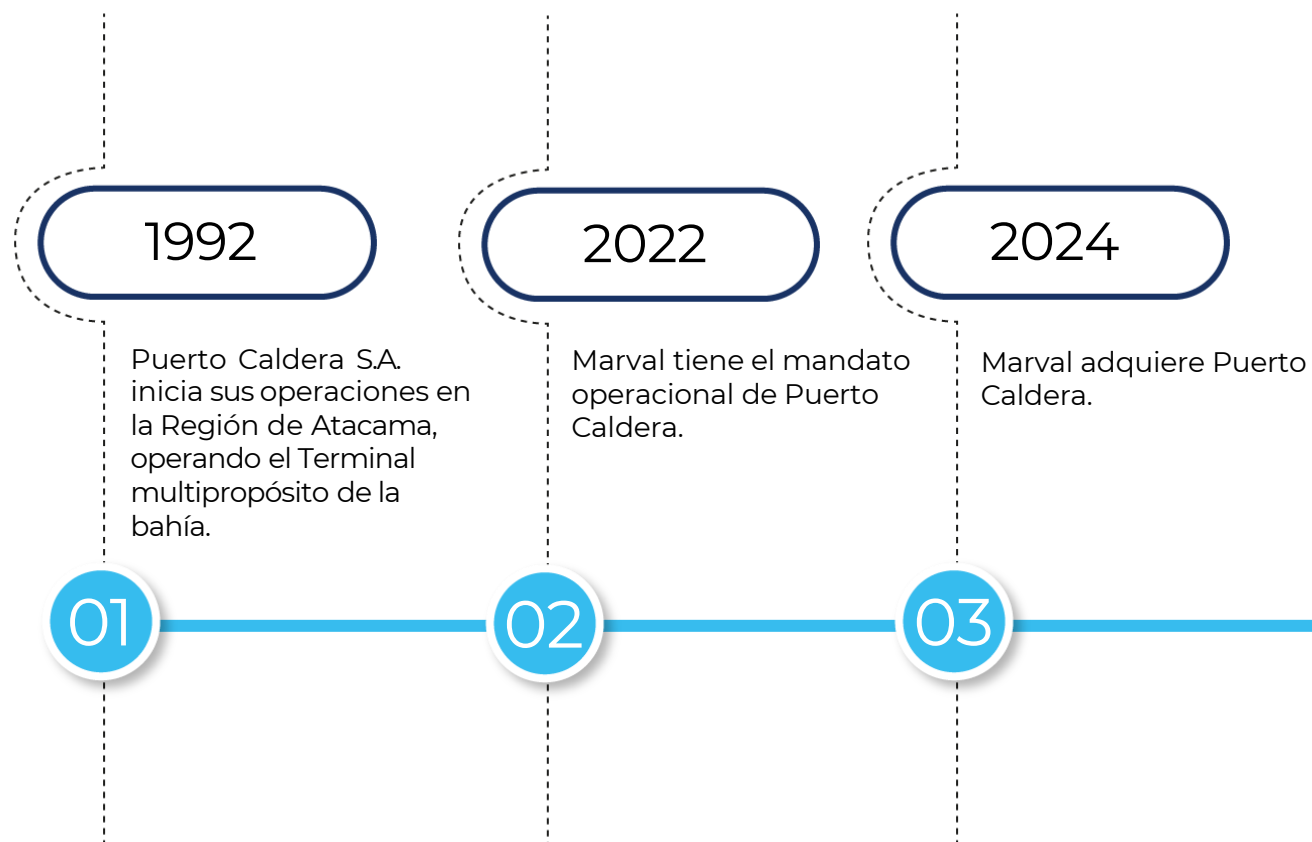 1992
Puerto Caldera S.A.
inicia sus operaciones en
la Región de Atacama,
operando el Terminal
multipropósito de la
bahía.
01
2022
Marval tiene el mandato
operacional de Puerto
Caldera.
02
2024
Marval adquiere Puerto
Caldera.
03